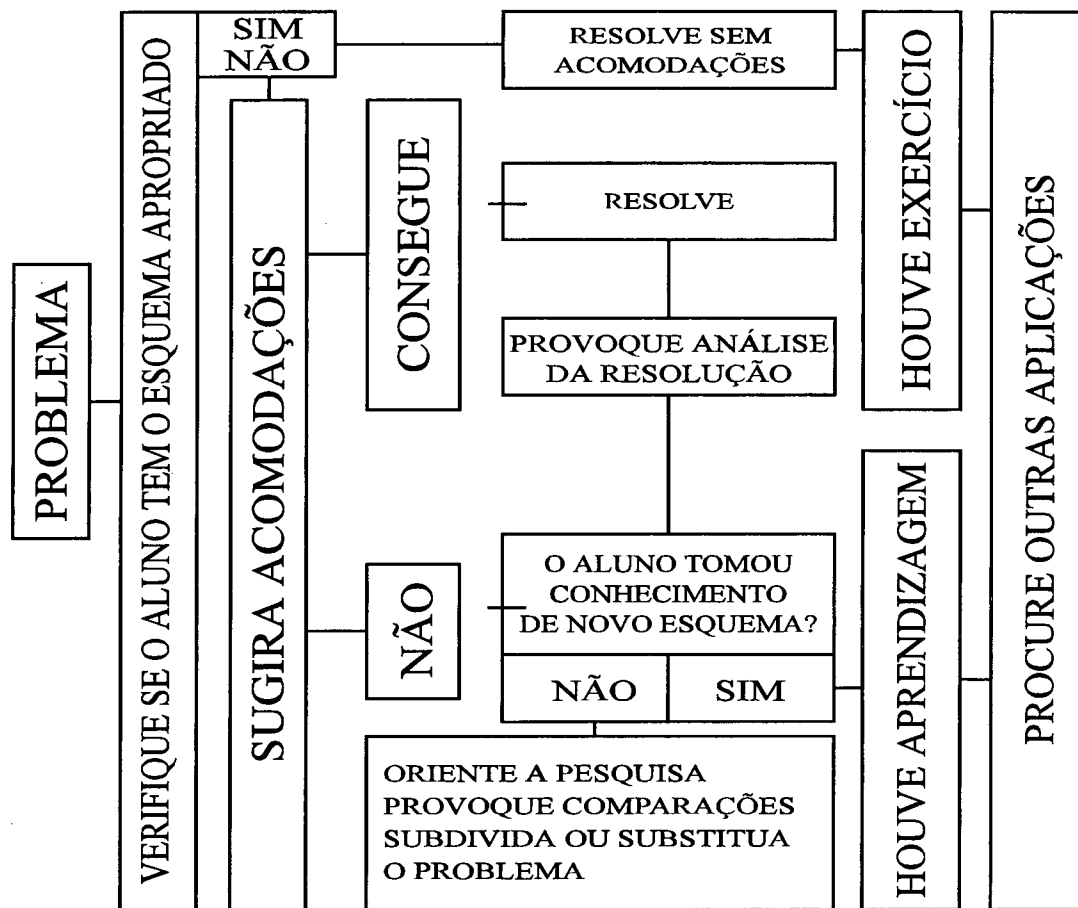 PROBLEMA
VERIFIQUE SE O ALUNO TEM O ESQUEMA APROPRIADO
SIM
NÃO
SUGIRA ACOMODAÇÕES
CONSEGUE
NÃO
RESOLVE SEM
ACOMODAÇÕES
RESOLVE
PROVOQUE ANÁLISE
DA RESOLUÇÃO
O ALUNO TOMOU
CONHECIMENTO
DE NOVO ESQUEMA?
NÃO
SIM
ORIENTE A PESQUISA
PROVOQUE COMPARAÇÕES
SUBDIVIDA OU SUBSTITUA
O PROBLEMA
HOUVE EXERCÍCIO
HOUVE APRENDIZAGEM
PROCURE OUTRAS APLICAÇÕES